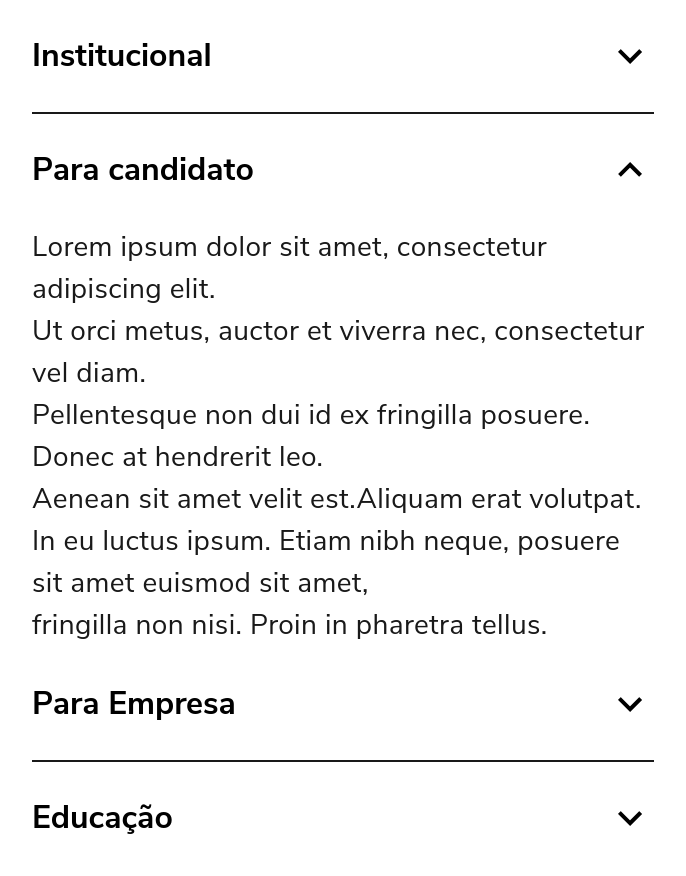 Institucional
Para candidato
Lorem ipsum dolor sit amet, consectetur
adipiscing elit.
Ut orci metus, auctor et viverra nec, consectetur
vel diam.
Pellentesque non dui id ex fringilla posuere.
Donec at hendrerit leo.
Aenean sit amet velit est.Aliquam erat volutpat.
In eu luctus ipsum. Etiam nibh neque, posuere
sit amet euismod sit amet,
fringilla non nisi. Proin in pharetra tellus.
Para Empresa
Educação